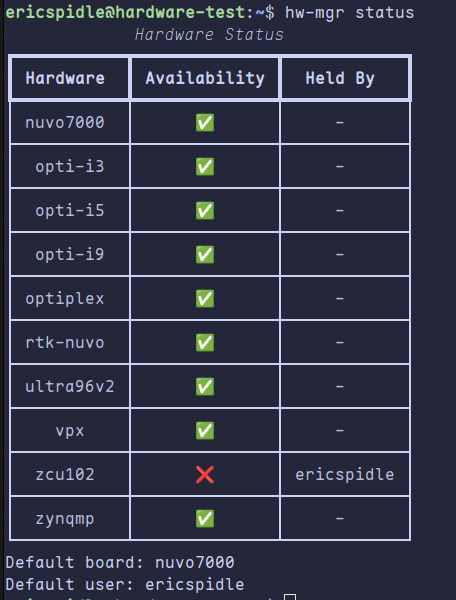 ericspidle@hardware-test:~$ hw-mgr status
Hardware Status
Hardware Availability Held By
nuvo7000 ✅ -
opti-i3 ✅ -
opti-i5 ✅ -
opti-i9 ✅ -
optiplex ✅ -
rtk-nuvo ✅ -
ultra96v2 ✅ -
vpx ✅ -
zcu102 ❌ ericspidle
zynqmp ✅ -
Default board: nuvo7000
Default user: ericspidle